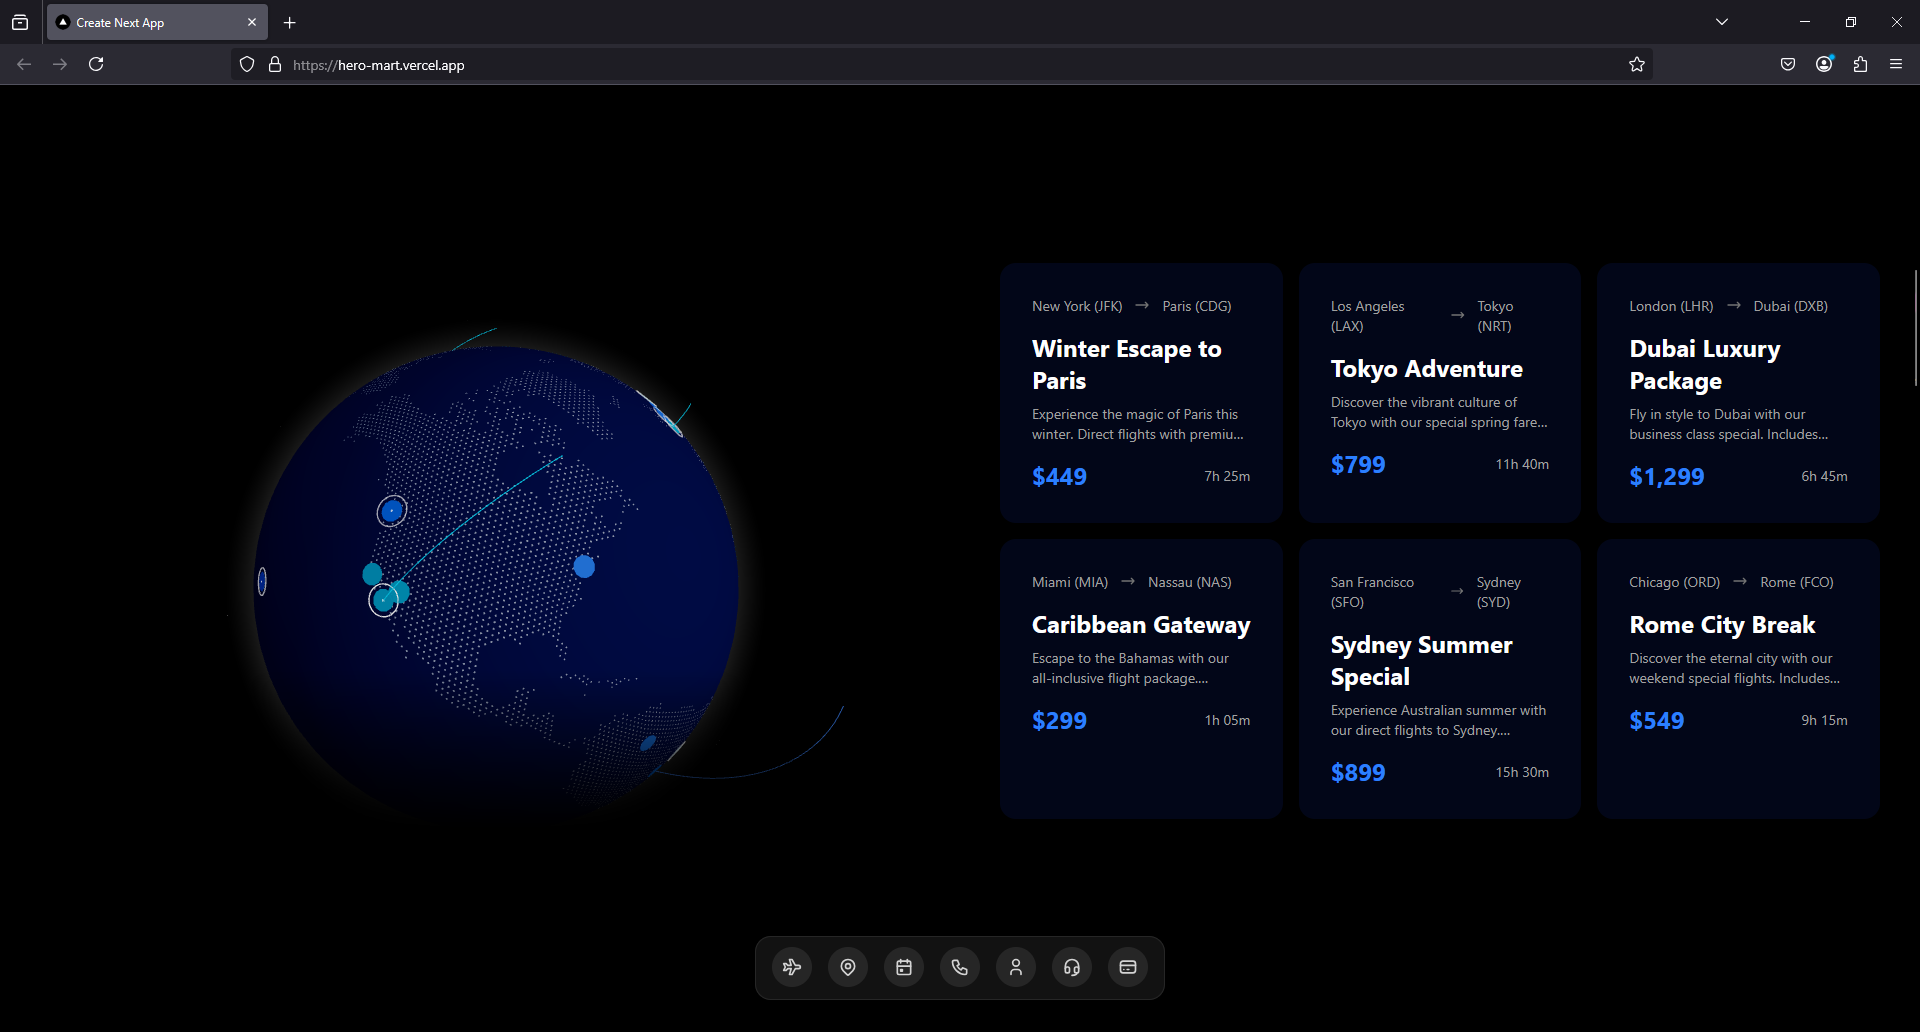 Create Next App
https://hero-mart.vercel.app
New York (JFK) → Paris (CDG)
Winter Escape to
Paris
Experience the magic of Paris this
winter. Direct flights with premiu...
$449 7h 25m
Los Angeles
(LAX) → Tokyo
(NRT)
Tokyo Adventure
Discover the vibrant culture of
Tokyo with our special spring fare...
$799 11h 40m
London (LHR) → Dubai (DXB)
Dubai Luxury
Package
Fly in style to Dubai with our
business class special. Includes...
$1,299 6h 45m
Miami (MIA) → Nassau (NAS)
Caribbean Gateway
Escape to the Bahamas with our
all-inclusive flight package....
$299 1h 05m
San Francisco
(SFO) → Sydney
(SYD)
Sydney Summer
Special
Experience Australian summer with
our direct flights to Sydney....
$899 15h 30m
Chicago (ORD) → Rome (FCO)
Rome City Break
Discover the eternal city with our
weekend special flights. Includes...
$549 9h 15m